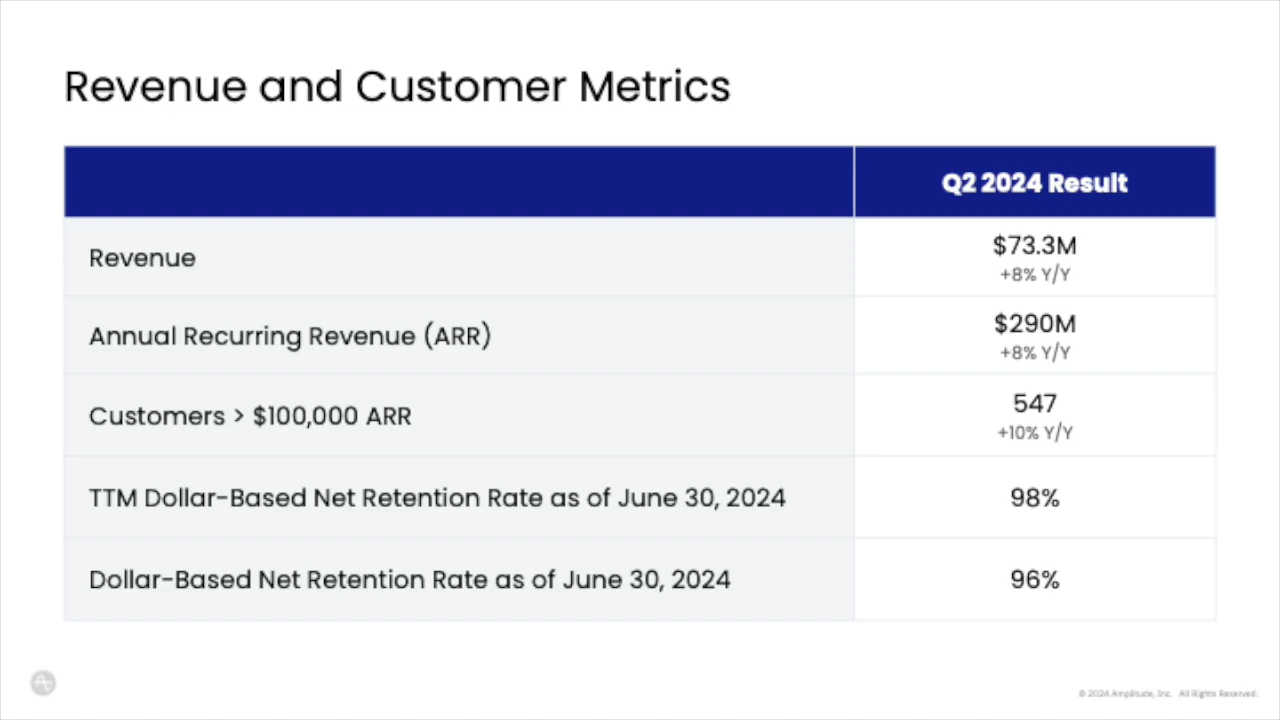 Revenue and Customer Metrics
Q2 2024 Result
Revenue
$73.3M
+8% Y/Y
Annual Recurring Revenue (ARR)
$290M
+8% Y/Y
Customers > $100,000 ARR
547
+10% Y/Y
TTM Dollar-Based Net Retention Rate as of June 30, 2024
98%
Dollar-Based Net Retention Rate as of June 30, 2024
96%
© 2024 Amplitude, Inc. All Rights Reserved.